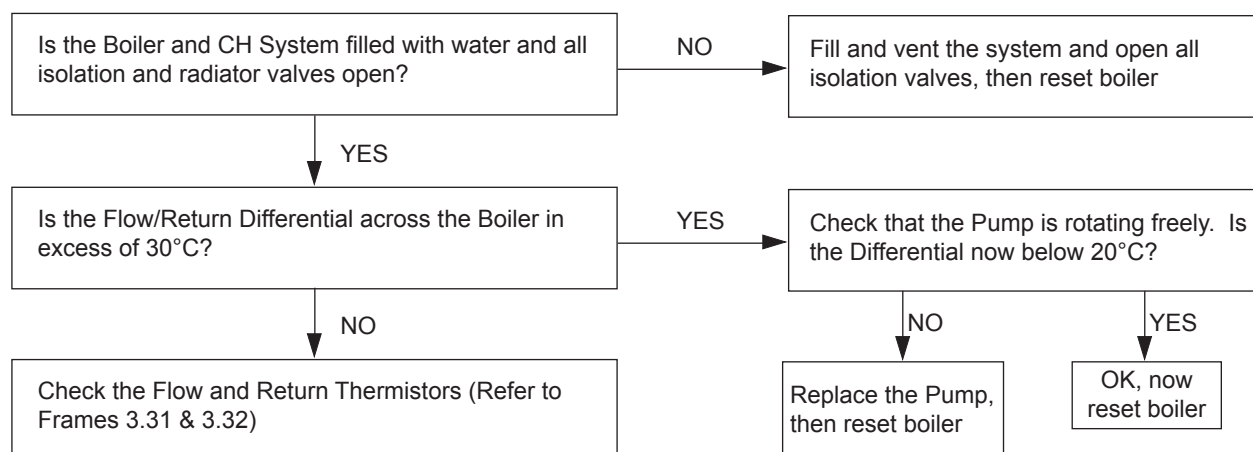 Is the Boiler and CH System filled with water and all
isolation and radiator valves open?
NO
Fill and vent the system and open all
isolation valves, then reset boiler
YES
Is the Flow/Return Differential across the Boiler in
excess of 30°C?
YES
Check that the Pump is rotating freely.  Is
the Differential now below 20°C?
NO
NO
YES
Check the Flow and Return Thermistors (Refer to
Frames 3.31 & 3.32)
Replace the Pump,
then reset boiler
OK, now
reset boiler